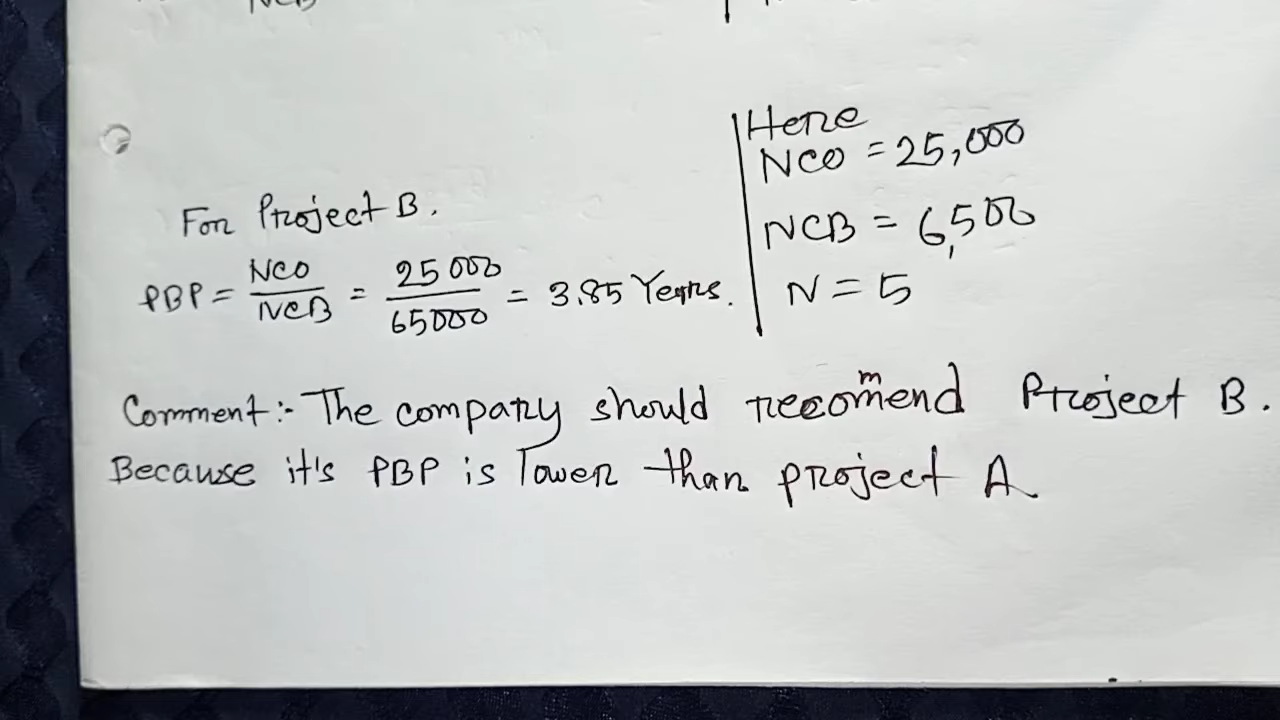 NCB
For Project B.
PBP = NCO/NCB = 25000/65000 = 3.85 Years.
Here
NCO = 25,000
NCB = 6,500
N = 5
Comment:- The company should recommend Project B.
Because it's PBP is lower than project A